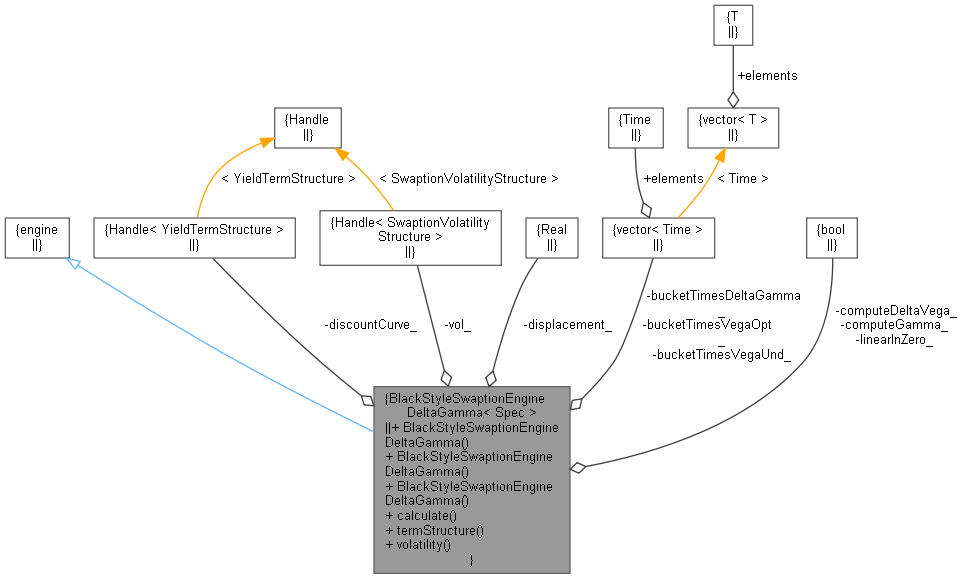 {T
||}
+elements
{Handle
||}
{Time
||}
{vector< T >
||}
< YieldTermStructure >
< SwaptionVolatilityStructure >
+elements
< Time >
{engine
||}
{Handle< YieldTermStructure >
||}
{Handle< SwaptionVolatility
Structure >
||}
{Real
||}
{vector< Time >
||}
{bool
||}
-discountCurve_
-vol_
-displacement_
-bucketTimesDeltaGamma
_
-bucketTimesVegaOpt
_
-bucketTimesVegaUnd_
-computeDeltaVega_
-computeGamma_
-linearInZero_
{BlackStyleSwaptionEngine
DeltaGamma< Spec >
||+ BlackStyleSwaptionEngine
DeltaGamma()
+ BlackStyleSwaptionEngine
DeltaGamma()
+ BlackStyleSwaptionEngine
DeltaGamma()
+ calculate()
+ termStructure()
+ volatility()
}